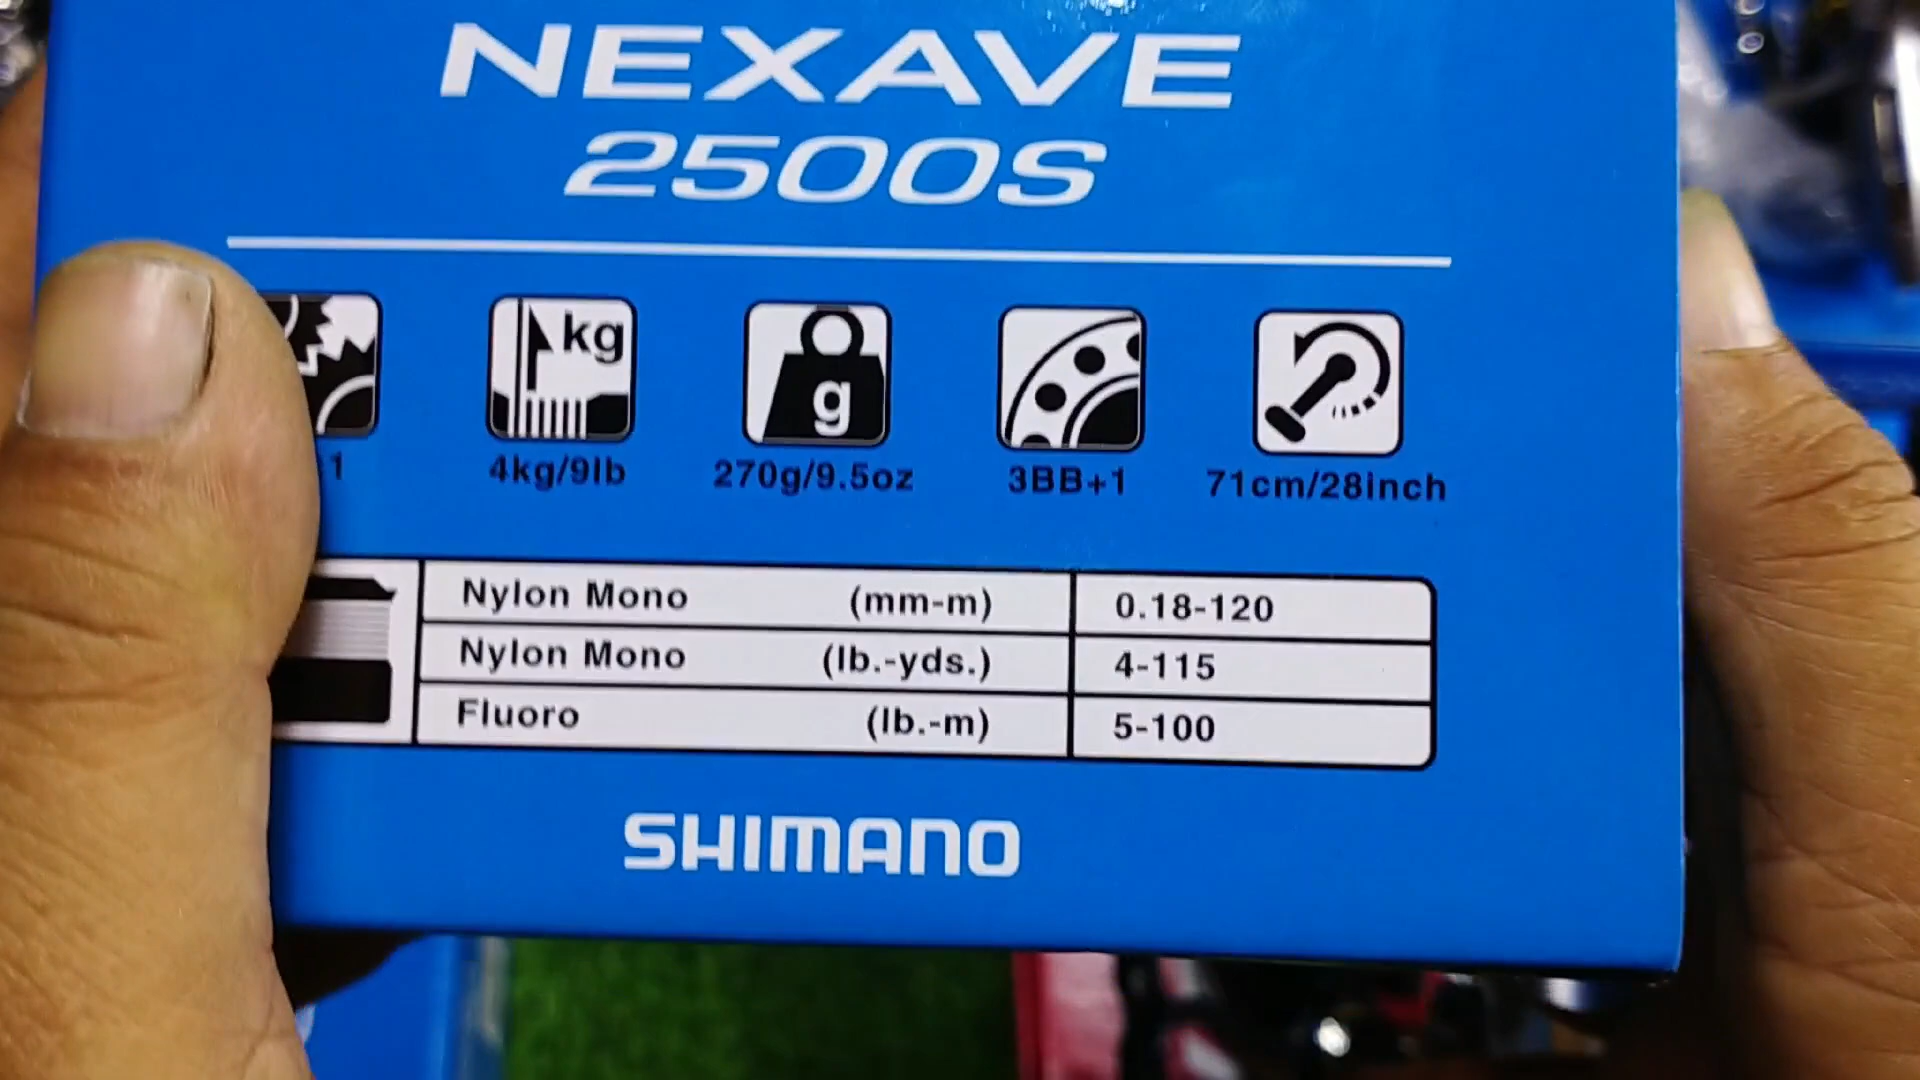 NEXAVE
2500S
:1
kg
g
4kg/9lb
270g/9.5oz
3BB+1
71cm/28inch
Nylon Mono (mm-m) 0.18-120
Nylon Mono (lb.-yds.) 4-115
Fluoro (lb.-m) 5-100
SHIMANO